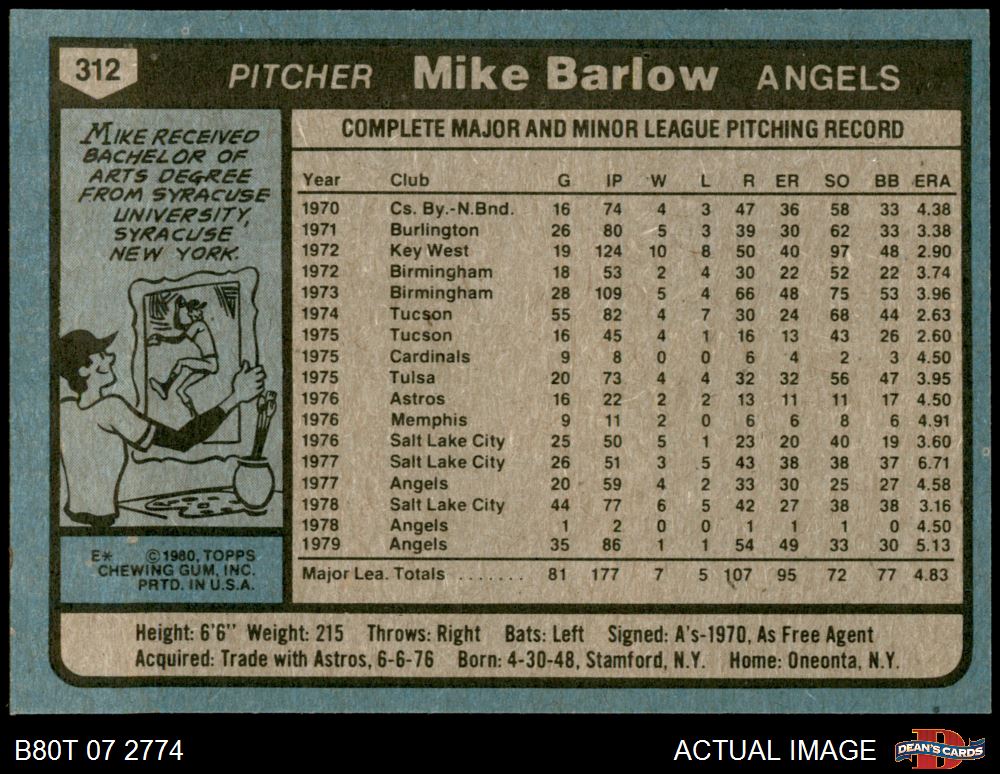 312
PITCHER Mike Barlow ANGELS
MIKE RECEIVED
BACHELOR OF
ARTS DEGREE
FROM SYRACUSE
UNIVERSITY,
SYRACUSE
NEW YORK.
COMPLETE MAJOR AND MINOR LEAGUE PITCHING RECORD
Year Club G IP W L R ER SO BB ERA
1970 Cs. By.-N.Bnd. 16 74 4 3 47 36 58 33 4.38
1971 Burlington 26 80 5 3 39 30 62 33 3.38
1972 Key West 19 124 10 8 50 40 97 48 2.90
1972 Birmingham 18 53 2 4 30 22 52 22 3.74
1973 Birmingham 28 109 5 4 66 48 75 53 3.96
1974 Tucson 55 82 4 7 30 24 68 44 2.63
1975 Tucson 16 45 4 1 16 13 43 26 2.60
1975 Cardinals 9 8 0 0 6 4 2 3 4.50
1975 Tulsa 20 73 4 4 32 32 56 47 3.95
1976 Astros 16 22 2 2 13 11 11 17 4.50
1976 Memphis 9 11 2 0 6 6 8 6 4.91
1976 Salt Lake City 25 50 5 1 23 20 40 19 3.60
1977 Salt Lake City 26 51 3 5 43 38 38 37 6.71
1977 Angels 20 59 4 2 33 30 25 27 4.58
1978 Salt Lake City 44 77 6 5 42 27 38 38 3.16
1978 Angels 1 2 0 0 1 1 1 0 4.50
1979 Angels 35 86 1 1 54 49 33 30 5.13
Major Lea. Totals ....... 81 177 7 5 107 95 72 77 4.83
E* ©1980, TOPPS
CHEWING GUM, INC.
PRTD. IN U.S.A.
Height: 6'6" Weight: 215 Throws: Right Bats: Left Signed: A's-1970, As Free Agent
Acquired: Trade with Astros, 6-6-76 Born: 4-30-48, Stamford, N.Y. Home: Oneonta, N.Y.
B80T 07 2774
ACTUAL IMAGE
D
DEAN'S CARDS